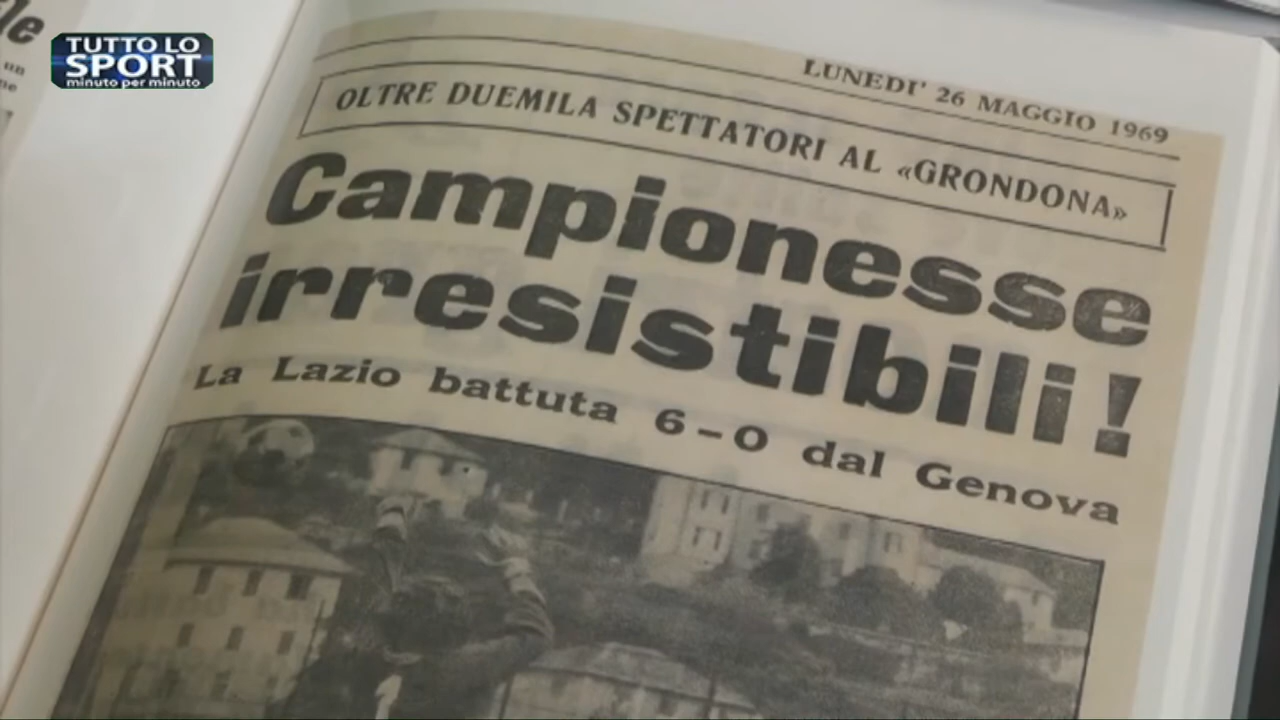 TUTTO LO
SPORT
minuto per minuto
un
LUNEDI' 26 MAGGIO 1969
OLTRE DUEMILA SPETTATORI AL «GRONDONA»
Campionesse
irresistibili!
La Lazio battuta 6-0 dal Genova